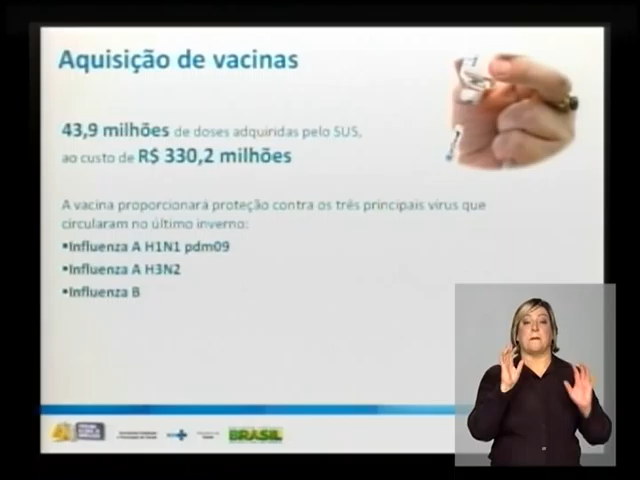 Aquisição de vacinas
43,9 milhões de doses adquiridas pelo SUS,
ao custo de R$ 330,2 milhões
A vacina proporcionará proteção contra os três principais vírus que
circularam no último inverno:
▪Influenza A H1N1 pdm09
▪Influenza A H3N2
▪Influenza B
BRASIL